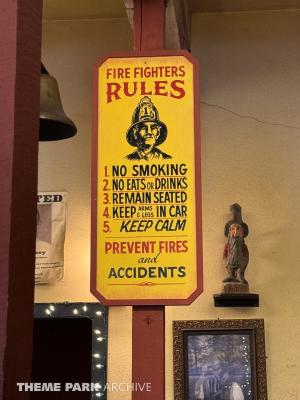 FIRE FIGHTERS
RULES
1. NO SMOKING
2. NO EATS OR DRINKS
3. REMAIN SEATED
4. KEEP ARMS & LEGS IN CAR
5. KEEP CALM
PREVENT FIRES
and
ACCIDENTS
THEME PARK ARCHIVE